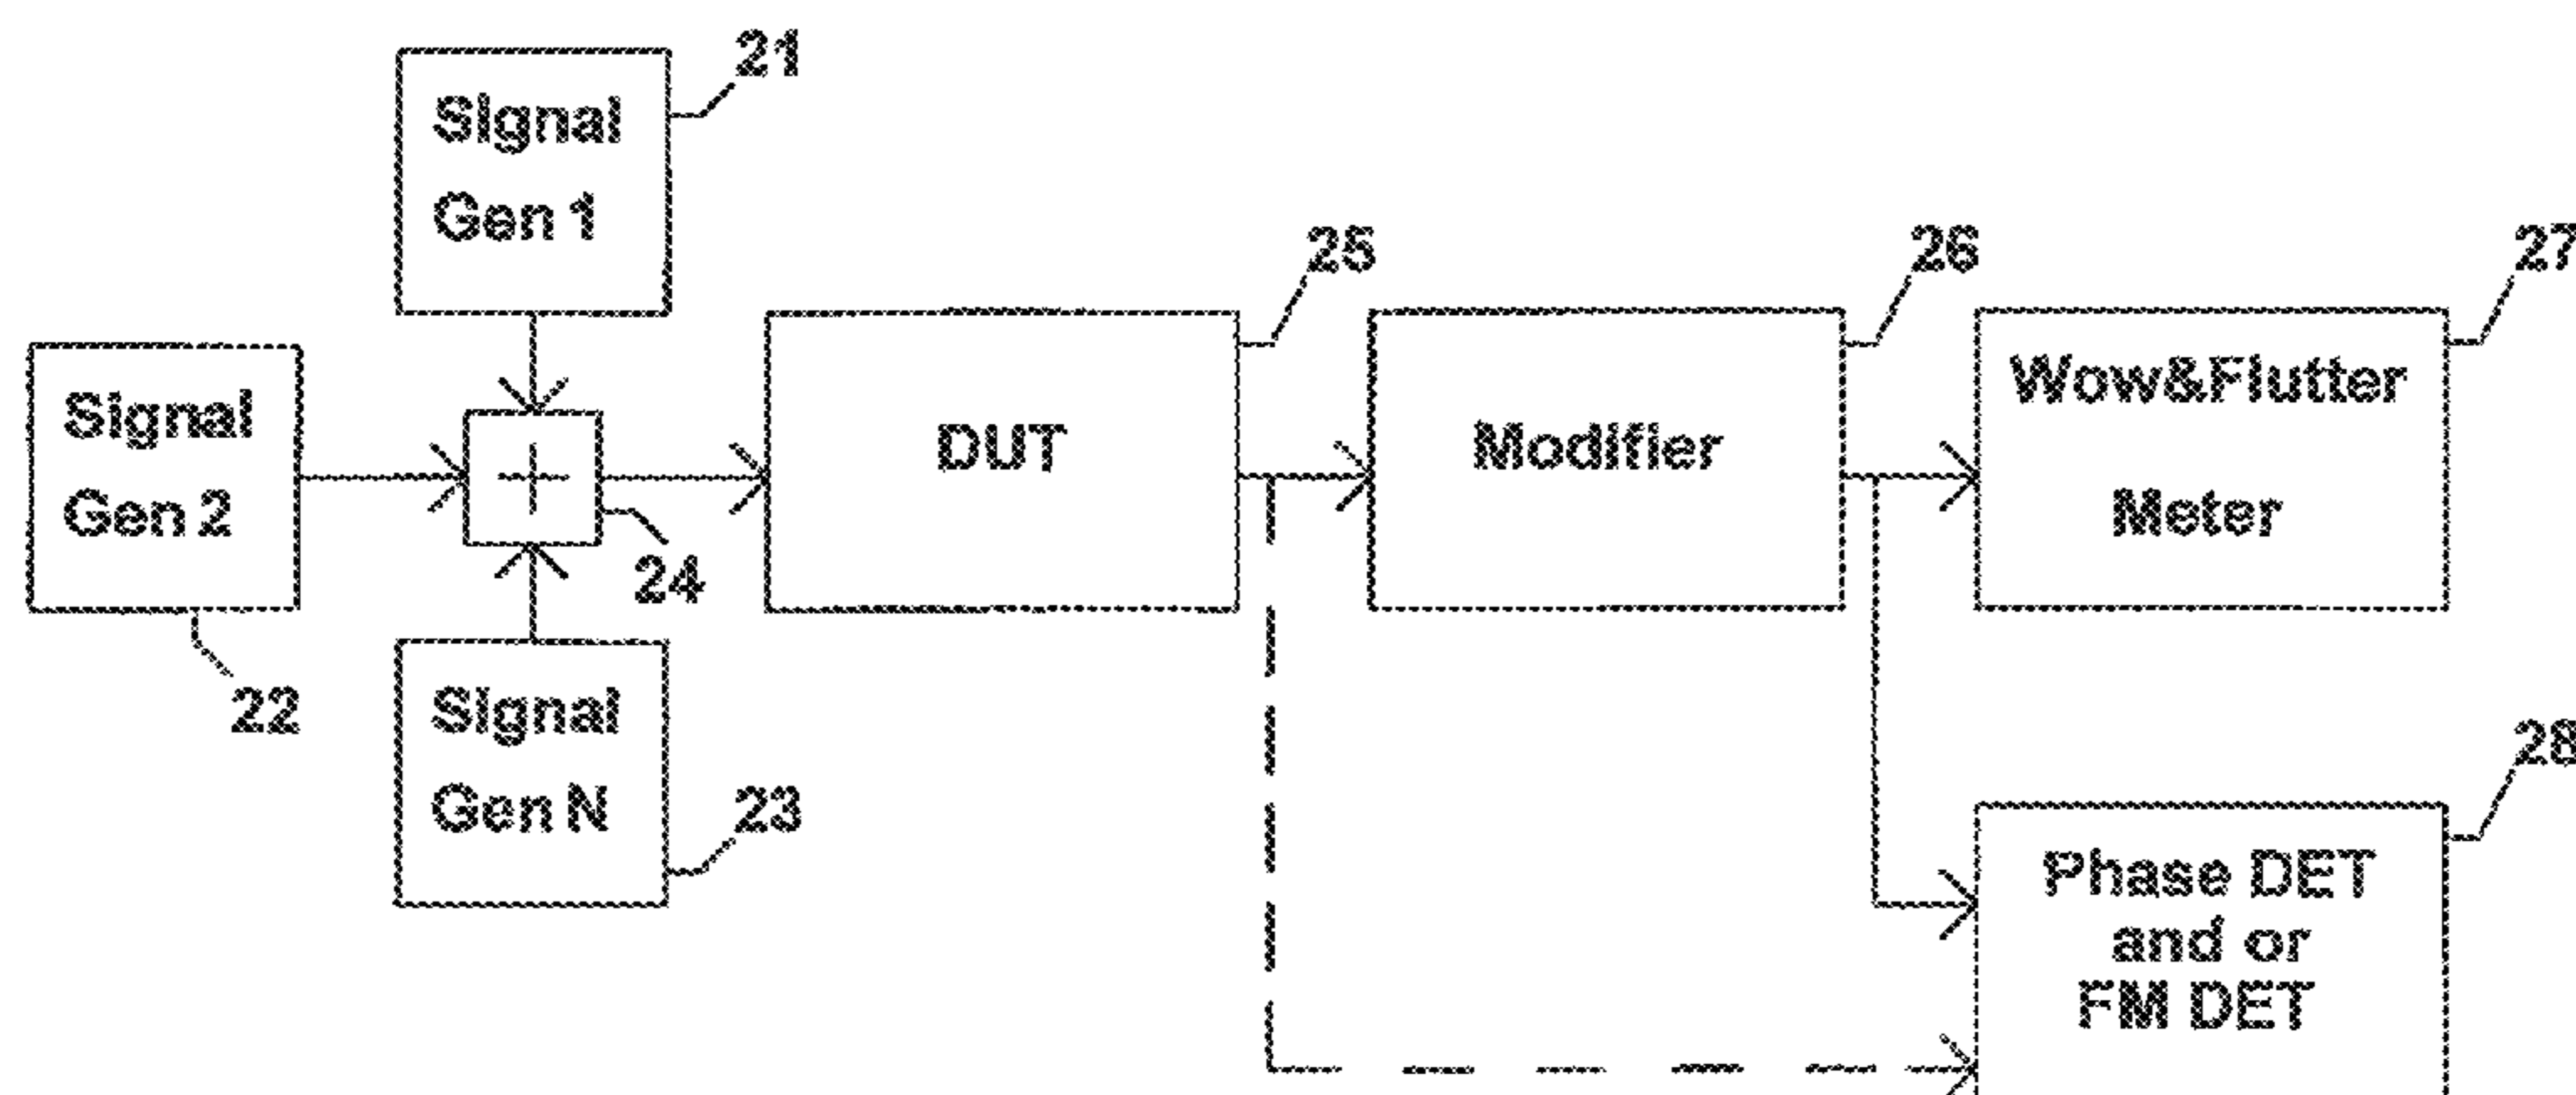 21
Signal
Gen 1
25
26
27
Signal
Gen 2
DUT
Modifier
Wow&Flutter
Meter
24
22
Signal
Gen N
23
28
Phase DET
and or
FM DET